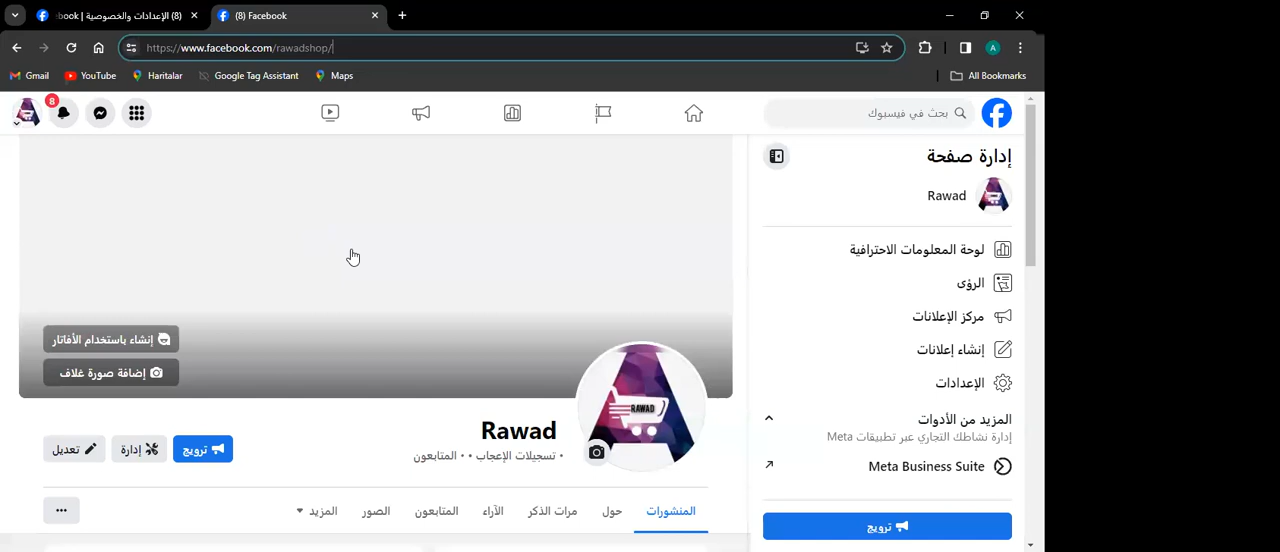 (8) الإعدادات والخصوصية | ebook
(8) Facebook
https://www.facebook.com/rawadshop/
A
Gmail
YouTube
Haritalar
Google Tag Assistant
Maps
All Bookmarks
8
بحث في فيسبوك
إدارة صفحة
Rawad
لوحة المعلومات الاحترافية
الرؤى
مركز الإعلانات
إنشاء إعلانات
الإعدادات
المزيد من الأدوات
إدارة نشاطك التجاري عبر تطبيقات Meta
Meta Business Suite
ترويج
إنشاء باستخدام الأفاتار
إضافة صورة غلاف
RAWAD
Rawad
• تسجيلات الإعجاب • • المتابعون
ترويج
إدارة
تعديل
المنشورات
حول
مرات الذكر
الآراء
المتابعون
الصور
المزيد